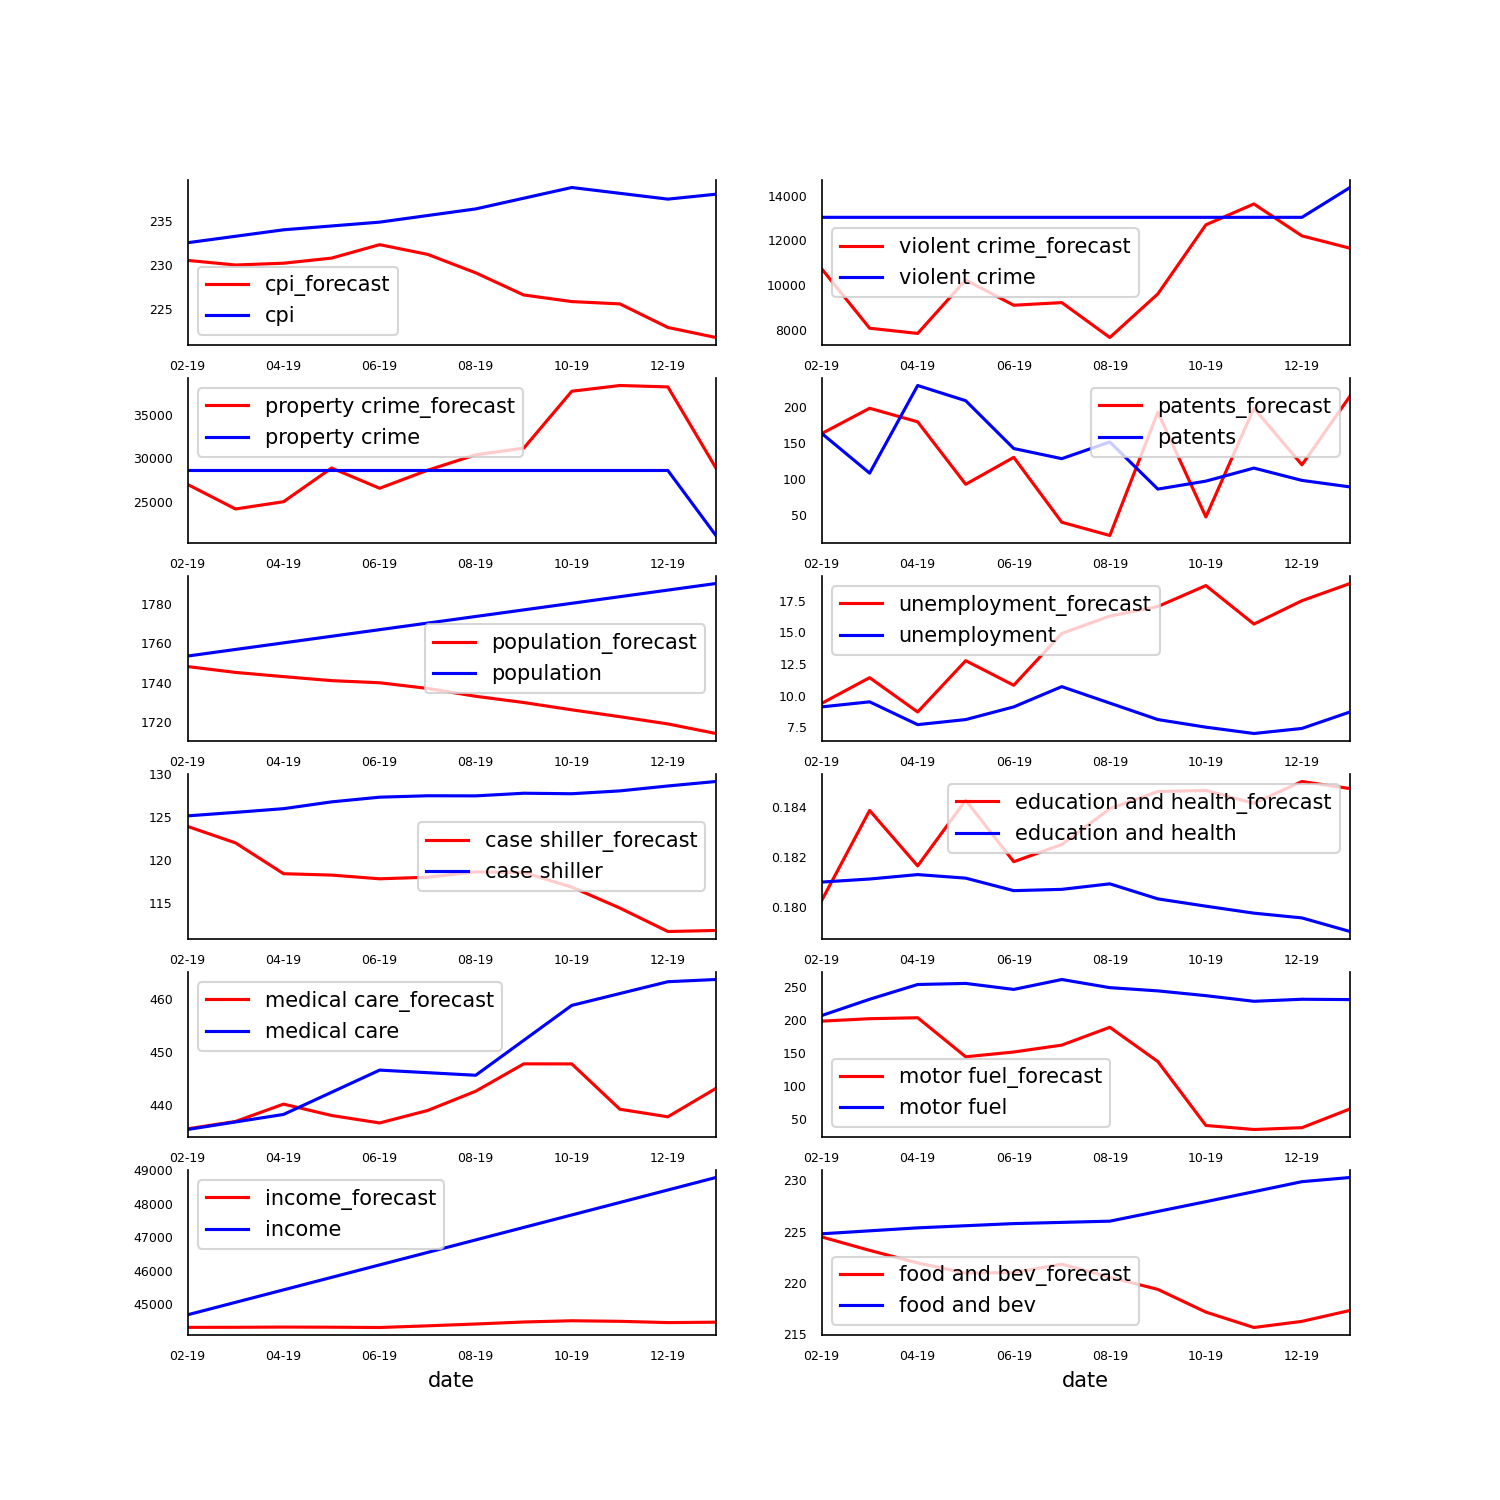 235
230
225
cpi_forecast
cpi
02-19 04-19 06-19 08-19 10-19 12-19
14000
12000
10000
8000
violent crime_forecast
violent crime
02-19 04-19 06-19 08-19 10-19 12-19
35000
30000
25000
property crime_forecast
property crime
02-19 04-19 06-19 08-19 10-19 12-19
200
150
100
50
patents_forecast
patents
02-19 04-19 06-19 08-19 10-19 12-19
1780
1760
1740
1720
population_forecast
population
02-19 04-19 06-19 08-19 10-19 12-19
17.5
15.0
12.5
10.0
7.5
unemployment_forecast
unemployment
02-19 04-19 06-19 08-19 10-19 12-19
130
125
120
115
case shiller_forecast
case shiller
02-19 04-19 06-19 08-19 10-19 12-19
0.184
0.182
0.180
education and health_forecast
education and health
02-19 04-19 06-19 08-19 10-19 12-19
460
450
440
medical care_forecast
medical care
02-19 04-19 06-19 08-19 10-19 12-19
250
200
150
100
50
motor fuel_forecast
motor fuel
02-19 04-19 06-19 08-19 10-19 12-19
49000
48000
47000
46000
45000
income_forecast
income
02-19 04-19 06-19 08-19 10-19 12-19
date
230
225
220
215
food and bev_forecast
food and bev
02-19 04-19 06-19 08-19 10-19 12-19
date